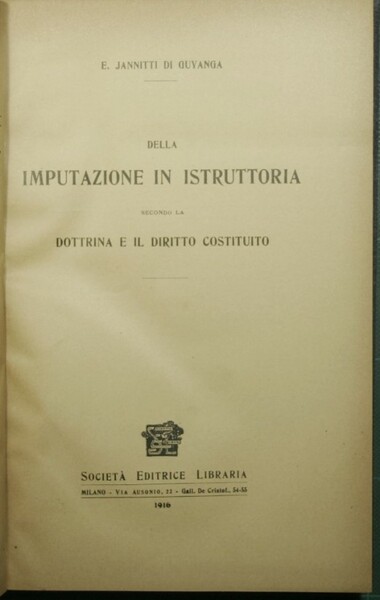 E. JANNITTI DI GUYANGA
DELLA
IMPUTAZIONE IN ISTRUTTORIA
SECONDO LA
DOTTRINA E IL DIRITTO COSTITUITO
SOCIETÀ EDITRICE LIBRARIA
MILANO - VIA AUSONIO, 22 - Gall. De Cristof., 54-55
1916